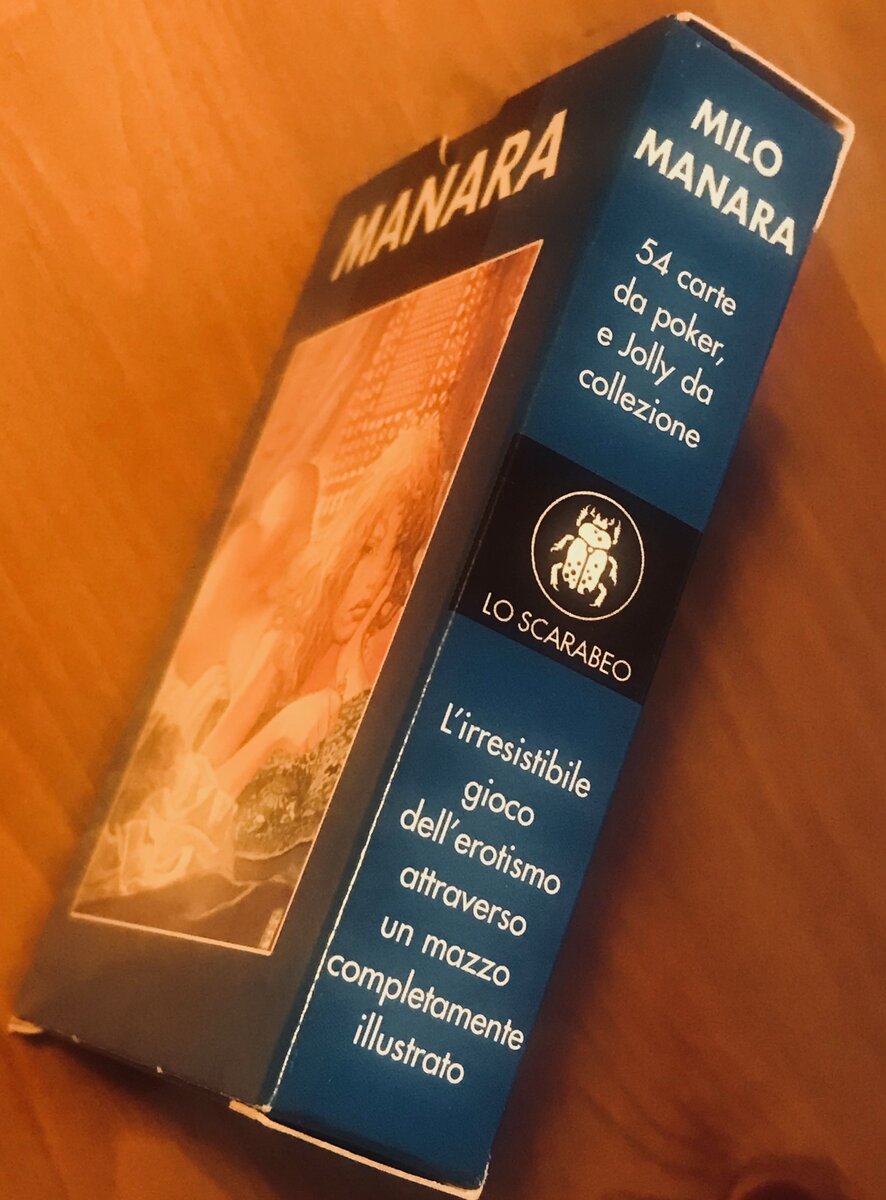 MANARA
MILO
MANARA
54 carte
da poker,
e Jolly da
collezione
LO SCARABEO
L'irresistibile
gioco
dell'erotismo
attraverso
un mazzo
completamente
illustrato